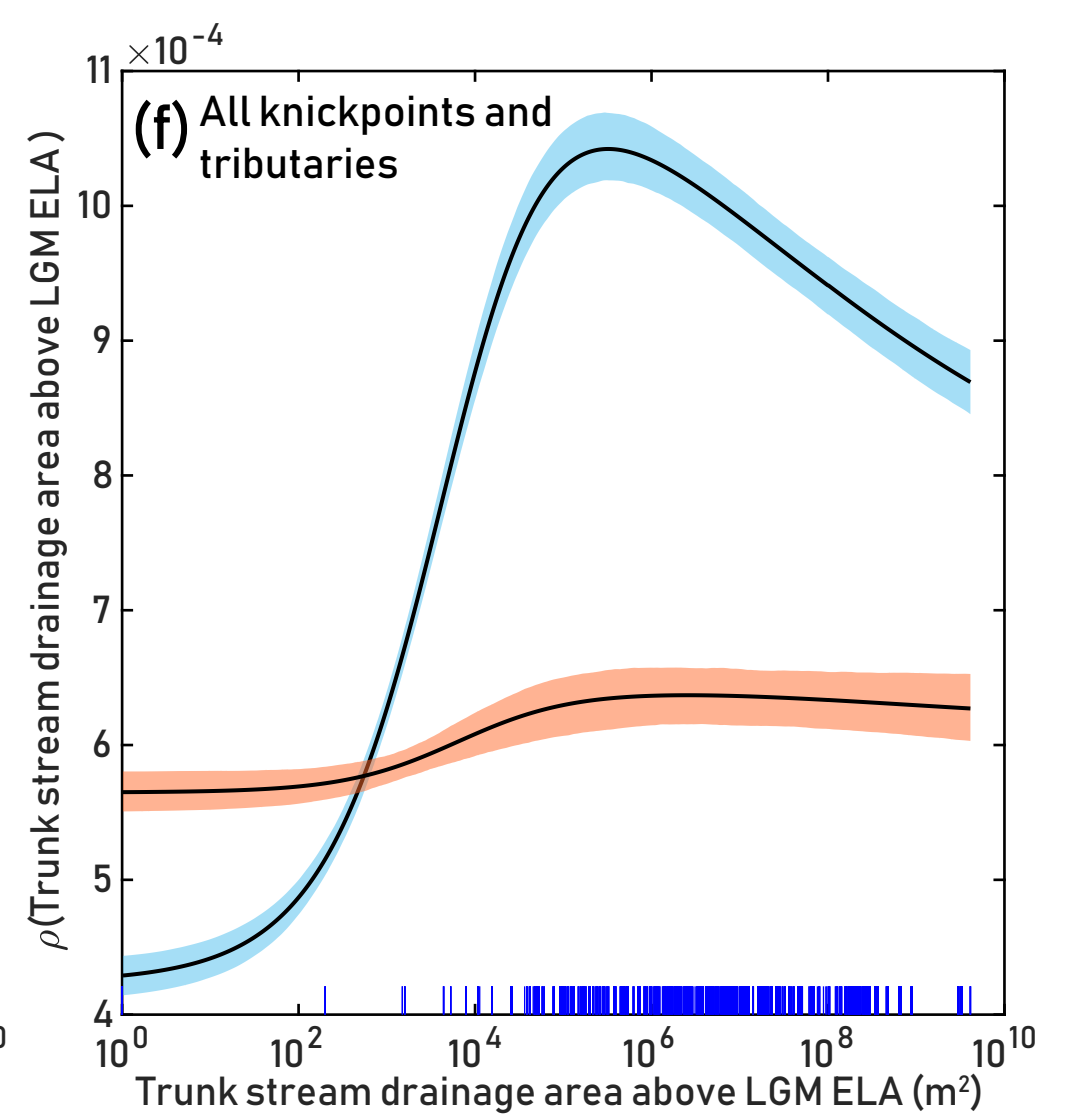 ×10⁻⁴
11
(f) All knickpoints and
tributaries
10
9
8
7
6
5
4
ρ(Trunk stream drainage area above LGM ELA)
0
10⁰ 10² 10⁴ 10⁶ 10⁸ 10¹⁰
Trunk stream drainage area above LGM ELA (m²)